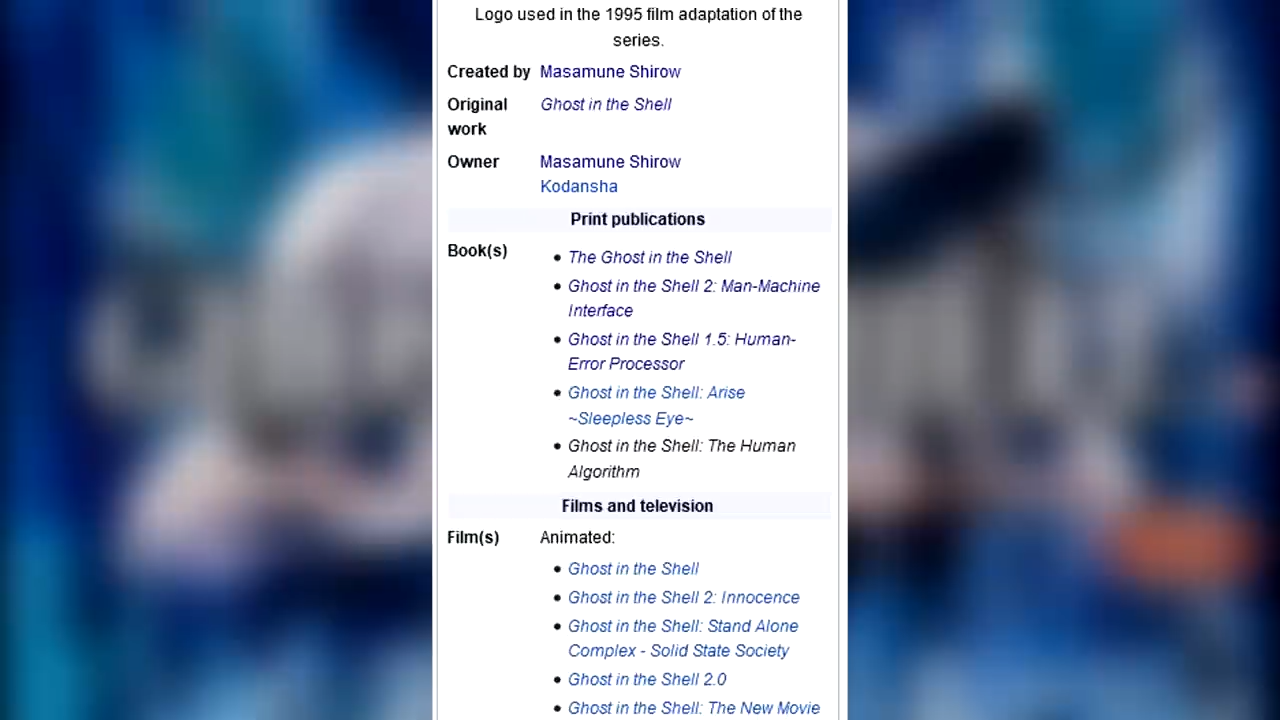 Logo used in the 1995 film adaptation of the
series.
Created by Masamune Shirow
Original Ghost in the Shell
work
Owner Masamune Shirow
Kodansha
Print publications
Book(s)
• The Ghost in the Shell
• Ghost in the Shell 2: Man-Machine
Interface
• Ghost in the Shell 1.5: Human-
Error Processor
• Ghost in the Shell: Arise
~Sleepless Eye~
• Ghost in the Shell: The Human
Algorithm
Films and television
Film(s) Animated:
• Ghost in the Shell
• Ghost in the Shell 2: Innocence
• Ghost in the Shell: Stand Alone
Complex - Solid State Society
• Ghost in the Shell 2.0
• Ghost in the Shell: The New Movie